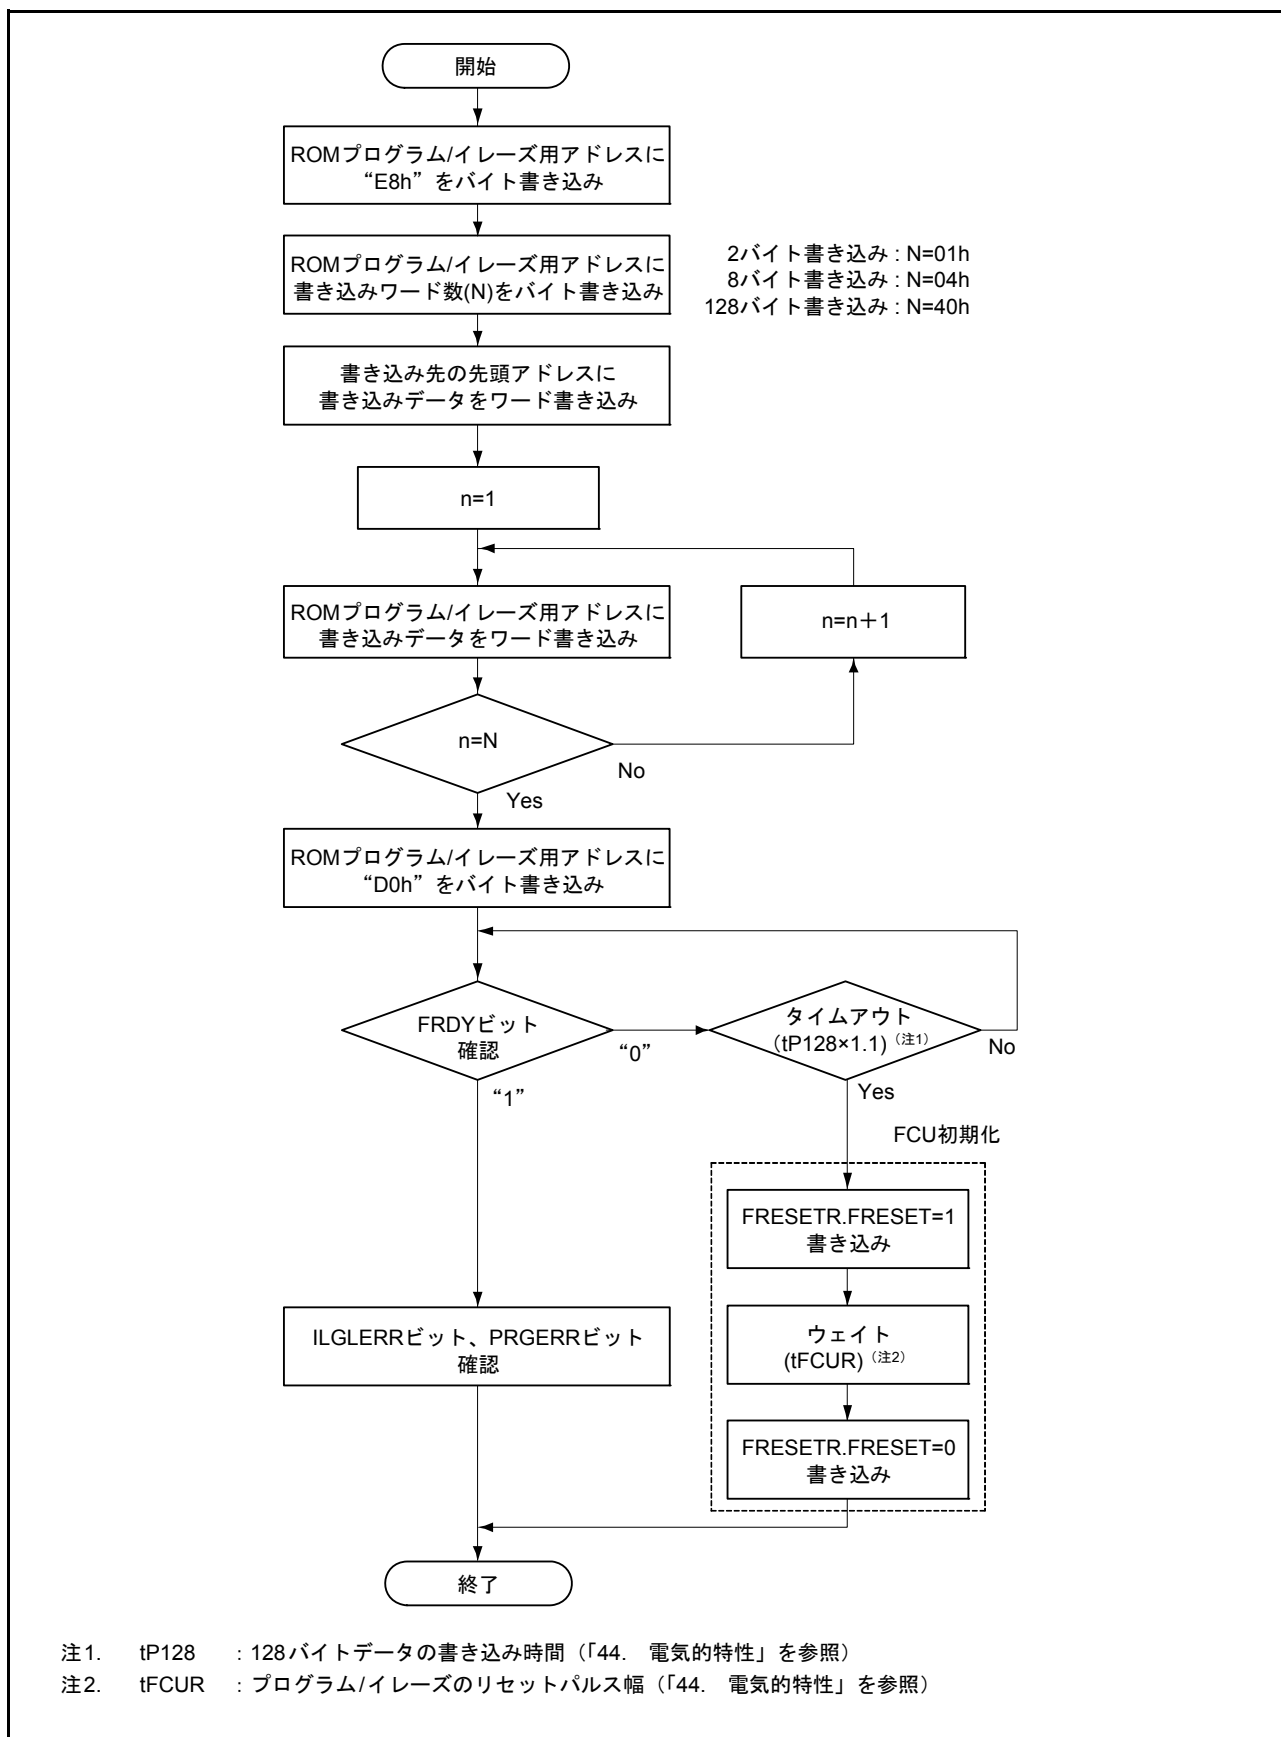 開始
ROMプログラム/イレーズ用アドレスに
“E8h”をバイト書き込み
ROMプログラム/イレーズ用アドレスに
書き込みワード数(N)をバイト書き込み
2バイト書き込み : N=01h
8バイト書き込み : N=04h
128バイト書き込み : N=40h
書き込み先の先頭アドレスに
書き込みデータをワード書き込み
n=1
ROMプログラム/イレーズ用アドレスに
書き込みデータをワード書き込み
n=n＋1
n=N
No
Yes
ROMプログラム/イレーズ用アドレスに
“D0h”をバイト書き込み
FRDYビット
確認
“0”
“1”
タイムアウト
(tP128×1.1)（注1）
No
Yes
FCU初期化
FRESETR.FRESET=1
書き込み
ウェイト
(tFCUR)（注2）
FRESETR.FRESET=0
書き込み
ILGLERRビット、PRGERRビット
確認
終了
注1. tP128 : 128バイトデータの書き込み時間（「44. 電気的特性」を参照）
注2. tFCUR : プログラム/イレーズのリセットパルス幅（「44. 電気的特性」を参照）